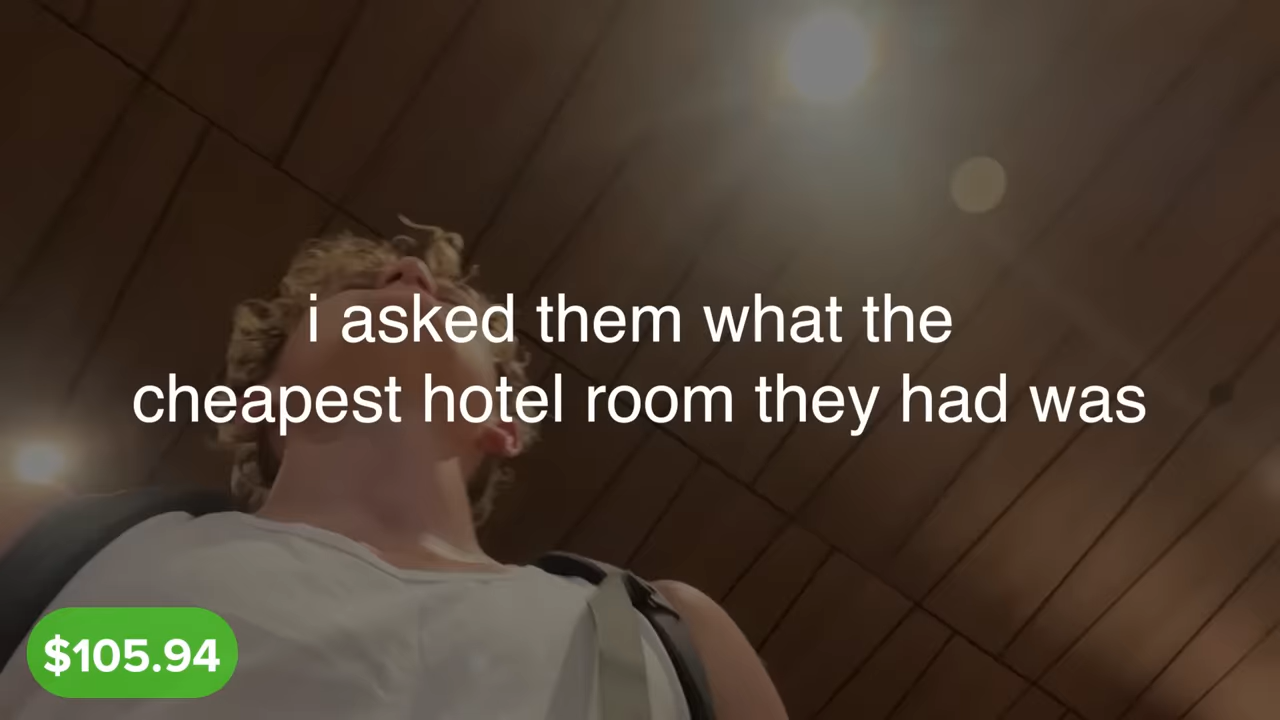 i asked them what the
cheapest hotel room they had was
$105.94